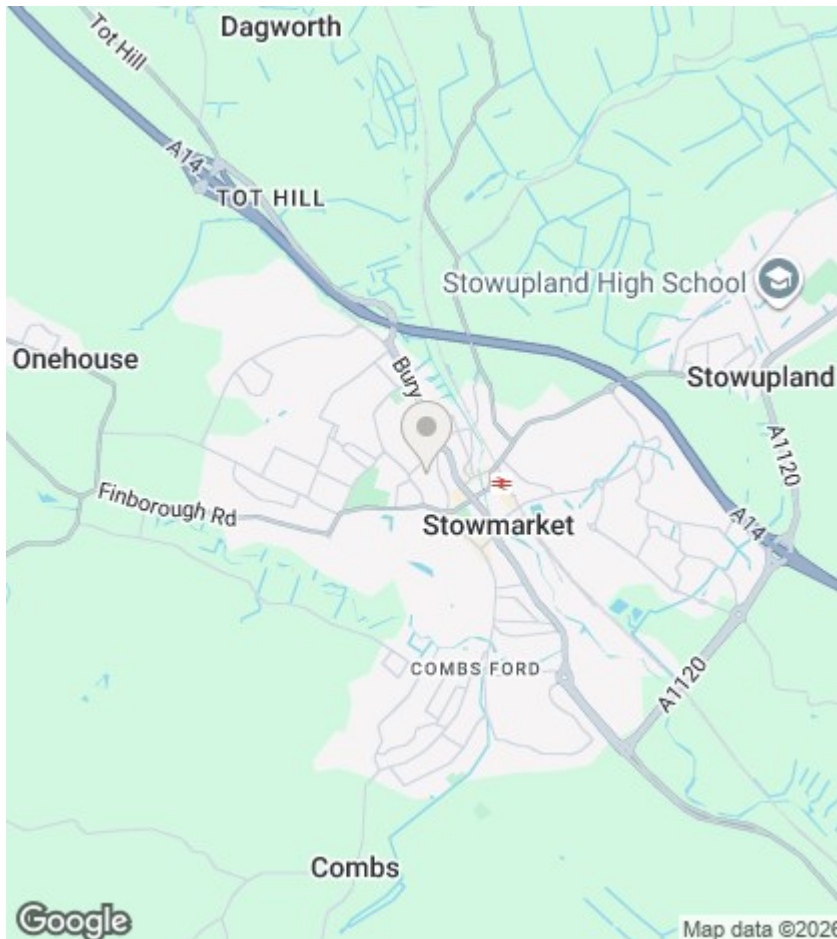 Dagworth
Tot Hill
A14
TOT HILL
Stowupland High School
Onehouse
Bury
Stowupland
A1120
Finborough Rd
Stowmarket
A14
COMBS FORD
A1120
Combs
Google
Map data ©2026